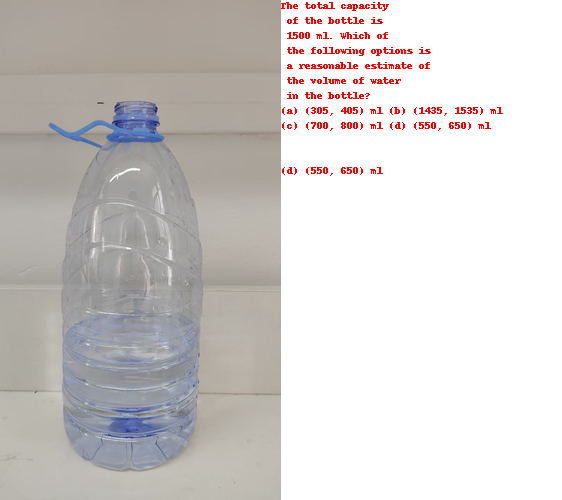 The total capacity
of the bottle is
1500 ml. Which of
the following options is
a reasonable estimate of
the volume of water
in the bottle?
(a) (305, 405) ml (b) (1435, 1535) ml
(c) (700, 800) ml (d) (550, 650) ml
(d) (550, 650) ml